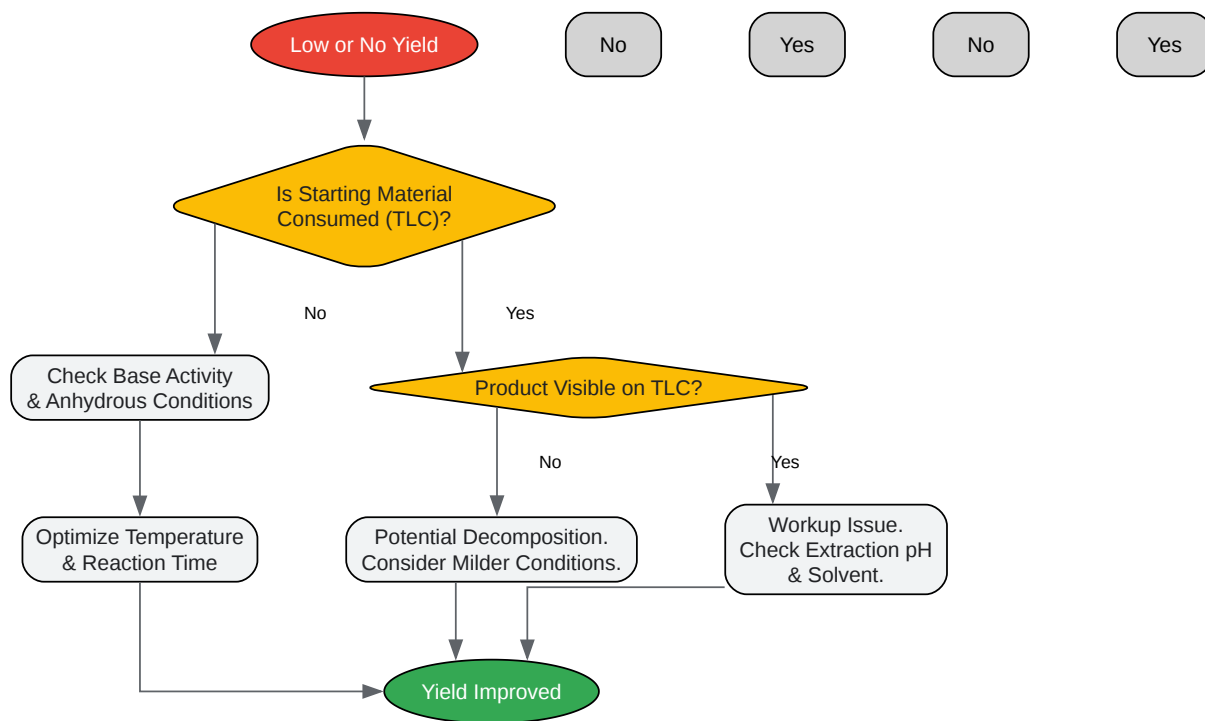 Low or No Yield
No
Yes
No
Yes
Is Starting Material
Consumed (TLC)?
No
Yes
Check Base Activity
& Anhydrous Conditions
Product Visible on TLC?
No
Yes
Optimize Temperature
& Reaction Time
Potential Decomposition.
Consider Milder Conditions.
Workup Issue.
Check Extraction pH
& Solvent.
Yield Improved